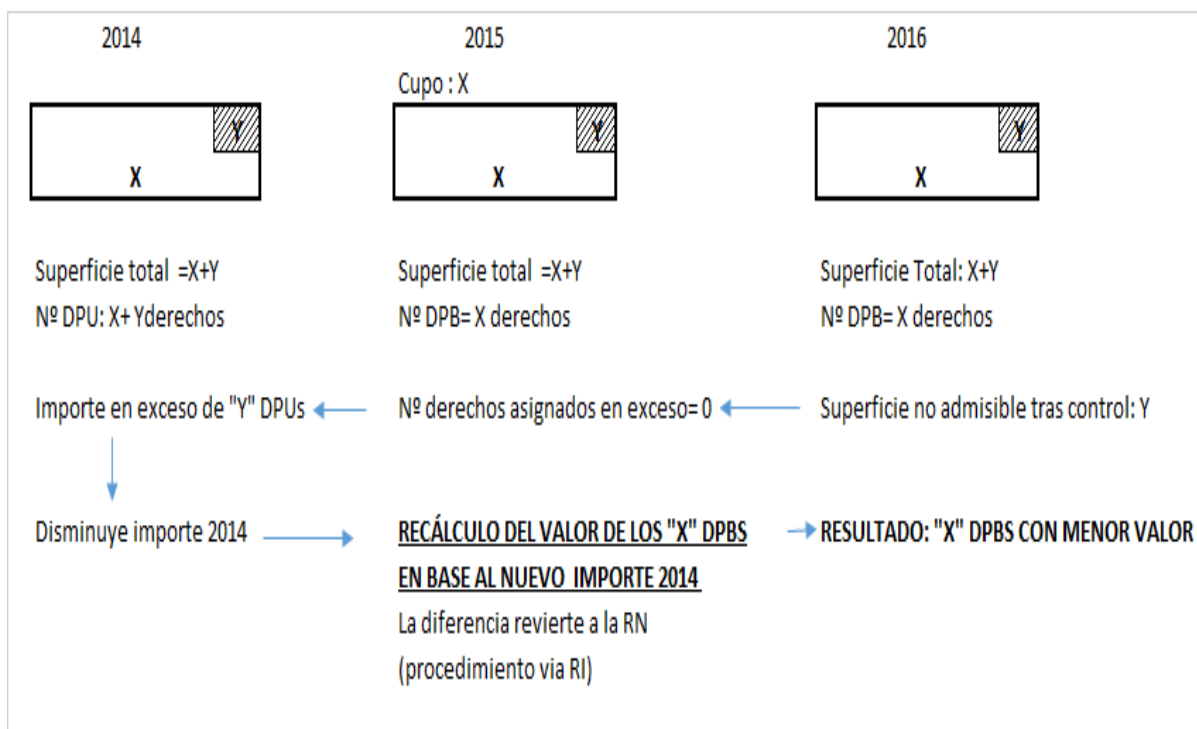 2014
2015
2016
Cupo : X
Y
Y
Y
X
X
X
Superficie total =X+Y
Superficie total =X+Y
Superficie Total: X+Y
Nº DPU: X+ Yderechos
Nº DPB= X derechos
Nº DPB= X derechos
Importe en exceso de "Y" DPUs
Nº derechos asignados en exceso= 0
Superficie no admisible tras control: Y
Disminuye importe 2014
RECÁLCULO DEL VALOR DE LOS "X" DPBS
EN BASE AL NUEVO IMPORTE 2014
La diferencia revierte a la RN
(procedimiento via RI)
RESULTADO: "X" DPBS CON MENOR VALOR